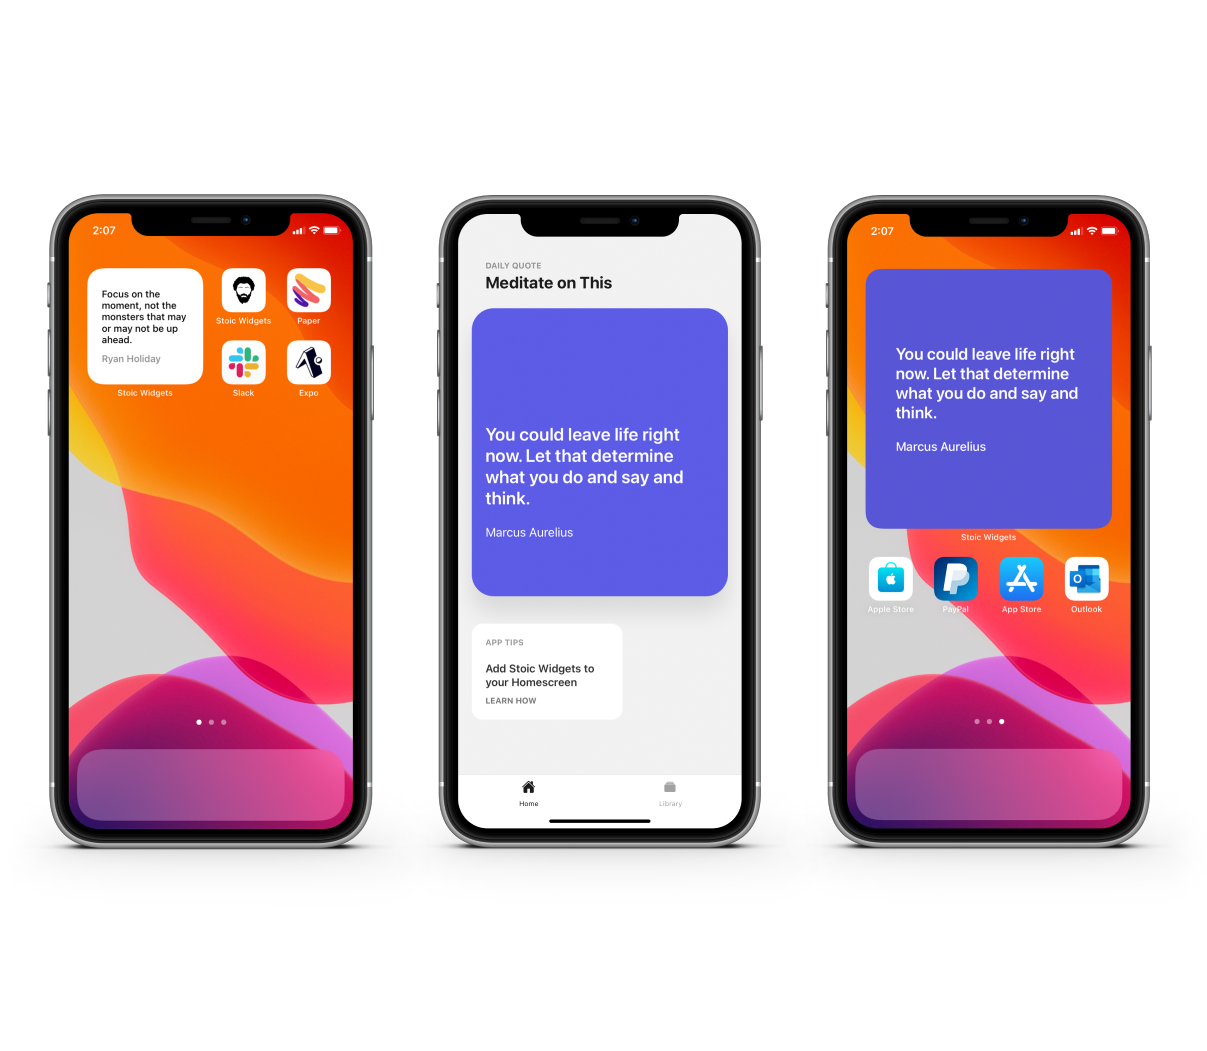 2:07
Focus on the
moment, not the
monsters that may
or may not be up
ahead.
Ryan Holiday
Stoic Widgets
Stoic Widgets
Paper
Slack
Expo
DAILY QUOTE
Meditate on This
You could leave life right
now. Let that determine
what you do and say and
think.
Marcus Aurelius
APP TIPS
Add Stoic Widgets to
your Homescreen
LEARN HOW
Home
Library
2:07
You could leave life right
now. Let that determine
what you do and say and
think.
Marcus Aurelius
Stoic Widgets
Apple Store
PayPal
App Store
O
Outlook